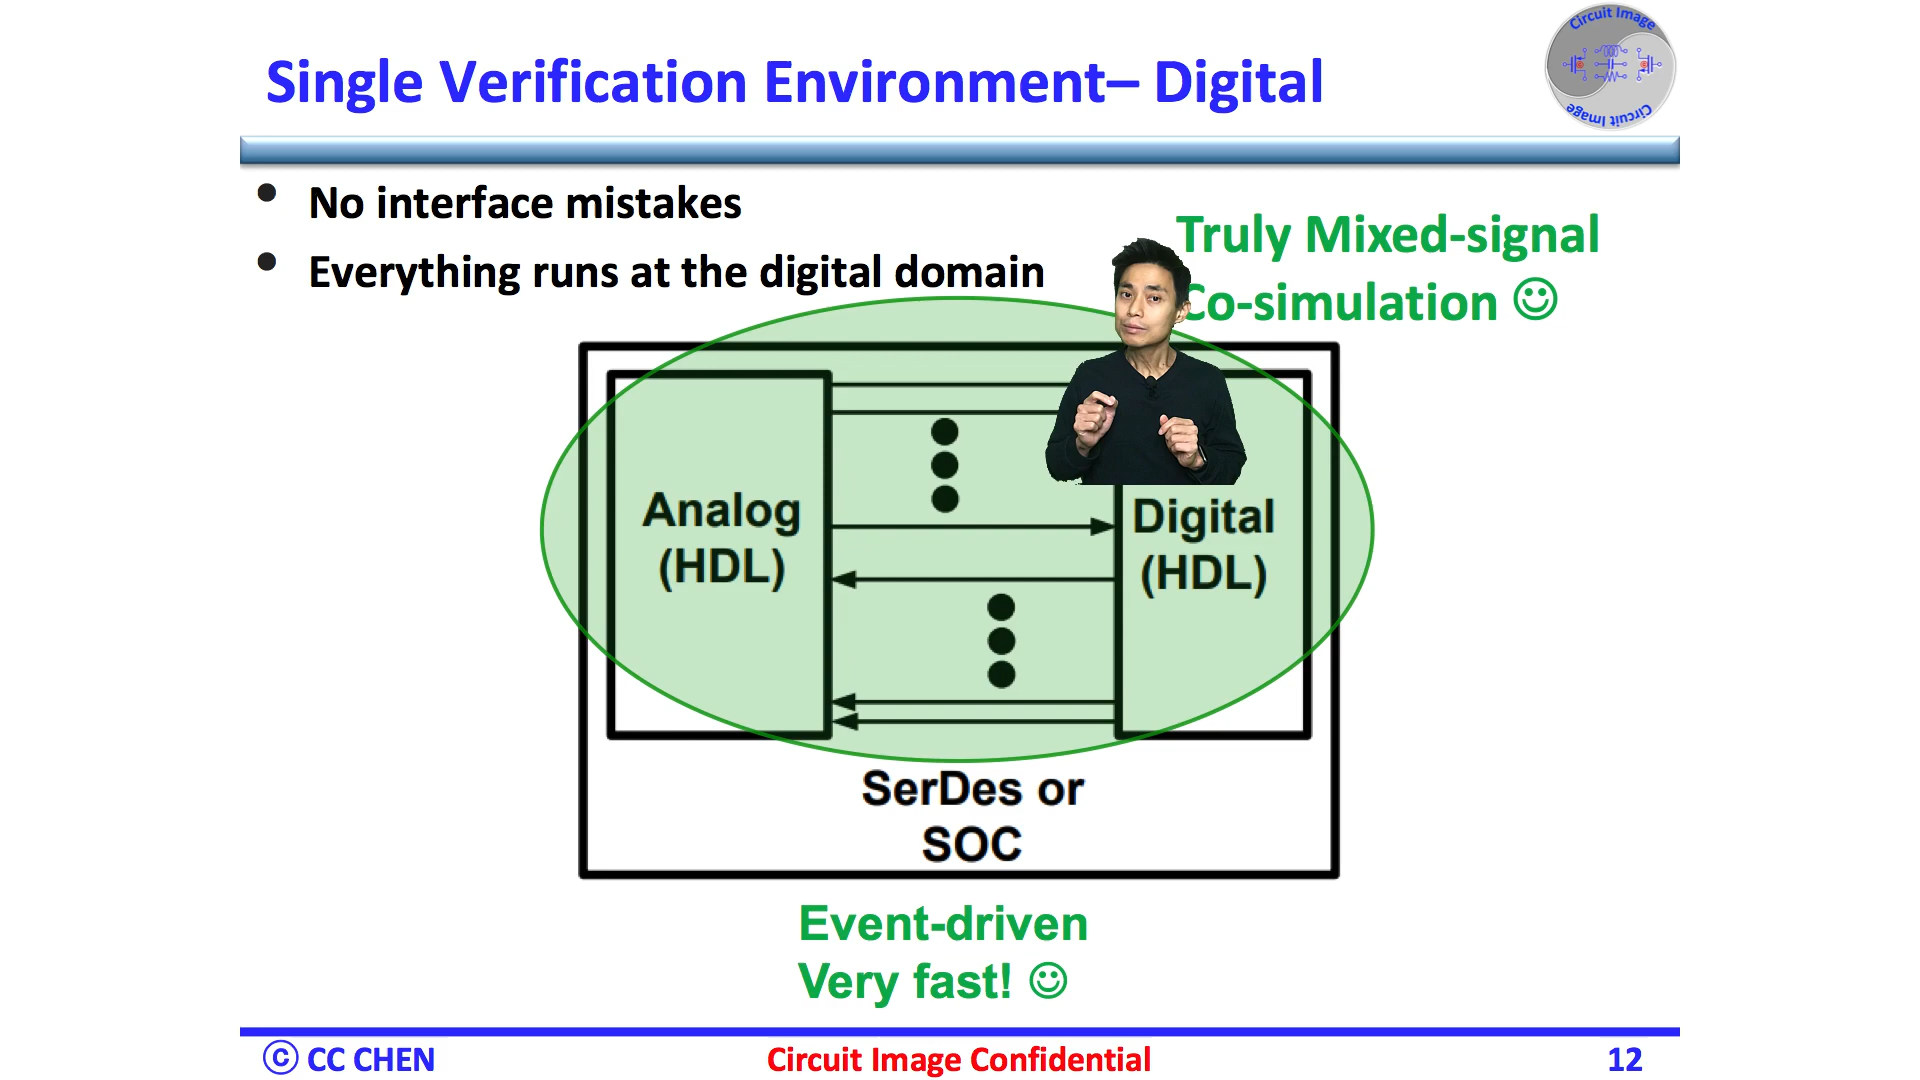 Single Verification Environment– Digital
Circuit Image
Circuit Image
• No interface mistakes
• Everything runs at the digital domain
Truly Mixed-signal
Co-simulation ☺
Analog
(HDL)
Digital
(HDL)
SerDes or
SOC
Event-driven
Very fast! ☺
© CC CHEN
Circuit Image Confidential
12